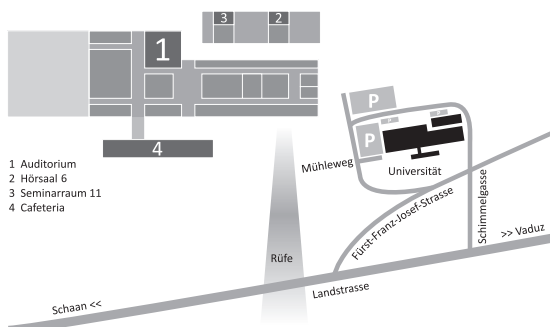 3
2
1
4
1 Auditorium
2 Hörsaal 6
3 Seminarraum 11
4 Cafeteria
P
P
P
P
Mühleweg
Universität
Fürst-Franz-Josef-Strasse
Schimmelgasse
>> Vaduz
Rüfe
Landstrasse
Schaan <<